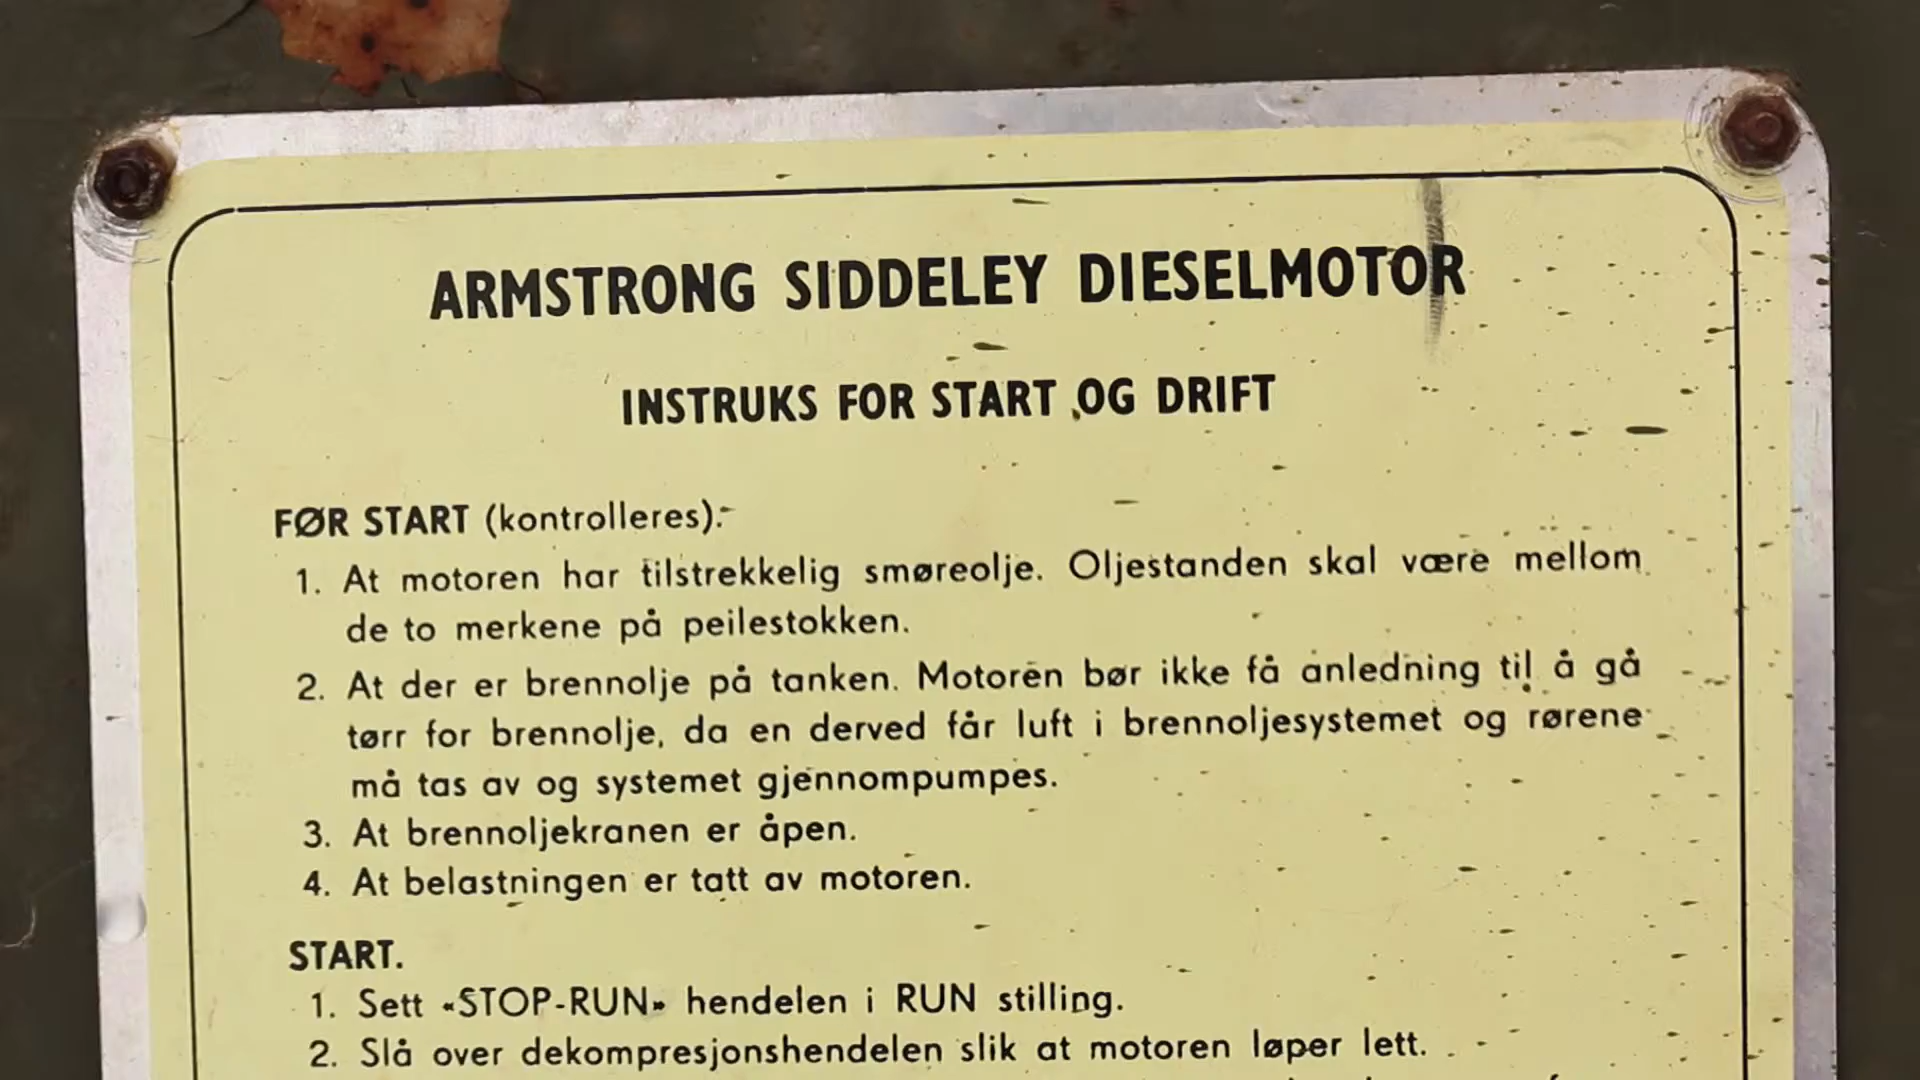 ARMSTRONG SIDDELEY DIESELMOTOR
INSTRUKS FOR START OG DRIFT
FØR START (kontrolleres):
1. At motoren har tilstrekkelig smøreolje. Oljestanden skal være mellom
de to merkene på peilestokken.
2. At der er brennolje på tanken. Motoren bør ikke få anledning til å gå
tørr for brennolje, da en derved får luft i brennoljesystemet og rørene
må tas av og systemet gjennompumpes.
3. At brennoljekranen er åpen.
4. At belastningen er tatt av motoren.
START.
1. Sett «STOP-RUN» hendelen i RUN stilling.
2. Slå over dekompresjonshendelen slik at motoren løper lett.